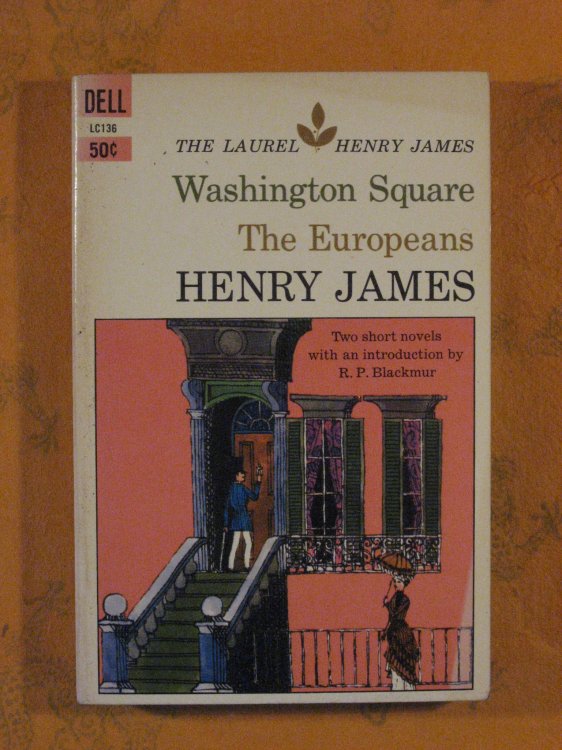 DELL
LC136
50¢
THE LAUREL HENRY JAMES
Washington Square
The Europeans
HENRY JAMES
Two short novels
with an introduction by
R. P. Blackmur